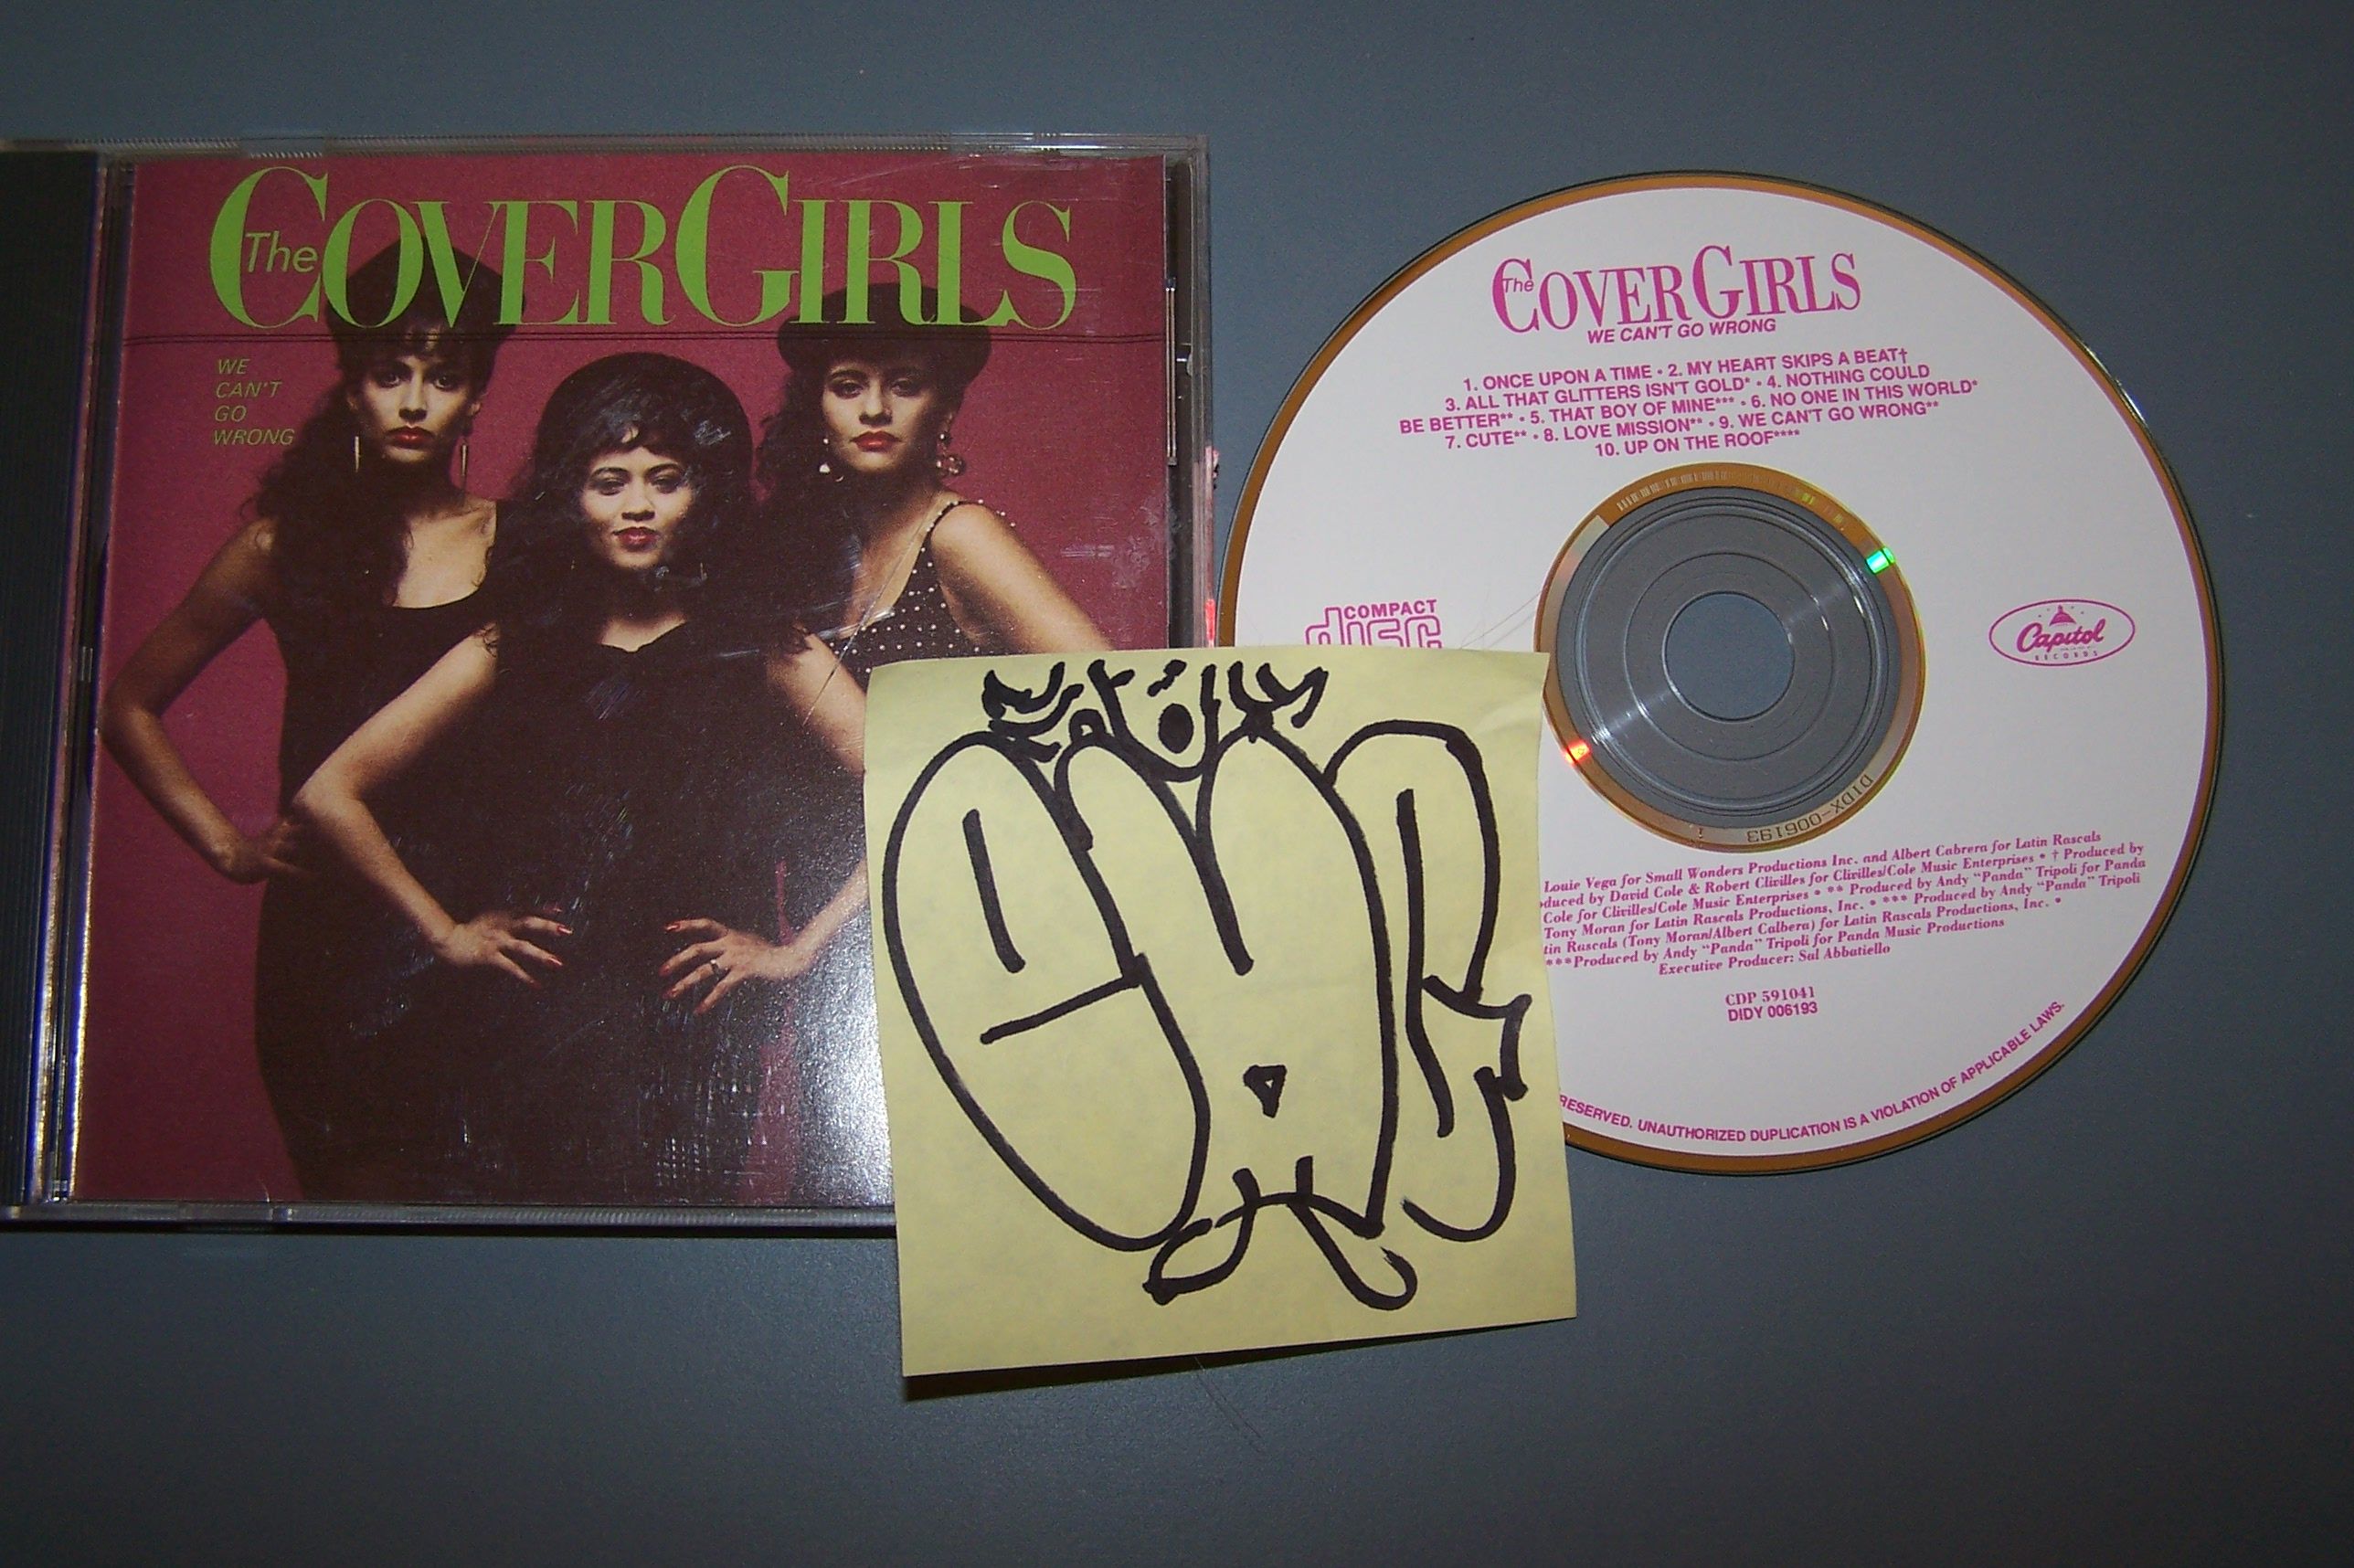 The COVER GIRLS
WE
CAN'T
GO
WRONG
The COVER GIRLS
WE CAN'T GO WRONG
1. ONCE UPON A TIME • 2. MY HEART SKIPS A BEAT†
3. ALL THAT GLITTERS ISN'T GOLD* • 4. NOTHING COULD
BE BETTER** • 5. THAT BOY OF MINE*** • 6. NO ONE IN THIS WORLD*
7. CUTE** • 8. LOVE MISSION** • 9. WE CAN'T GO WRONG**
10. UP ON THE ROOF****
COMPACT
disc
Capitol
RECORDS
DIDX-006193 1
Louie Vega for Small Wonders Productions Inc. and Albert Cabrera for Latin Rascals
duced by David Cole & Robert Clivilles for Clivilles/Cole Music Enterprises • † Produced by
Cole for Clivilles/Cole Music Enterprises • ** Produced by Andy “Panda” Tripoli for Panda
Tony Moran for Latin Rascals Productions, Inc. • *** Produced by Andy “Panda” Tripoli
tin Rascals (Tony Moran/Albert Calbera) for Latin Rascals Productions, Inc. •
***Produced by Andy “Panda” Tripoli for Panda Music Productions
Executive Producer: Sal Abbatiello
CDP 591041
DIDY 006193
RESERVED. UNAUTHORIZED DUPLICATION IS A VIOLATION OF APPLICABLE LAWS.